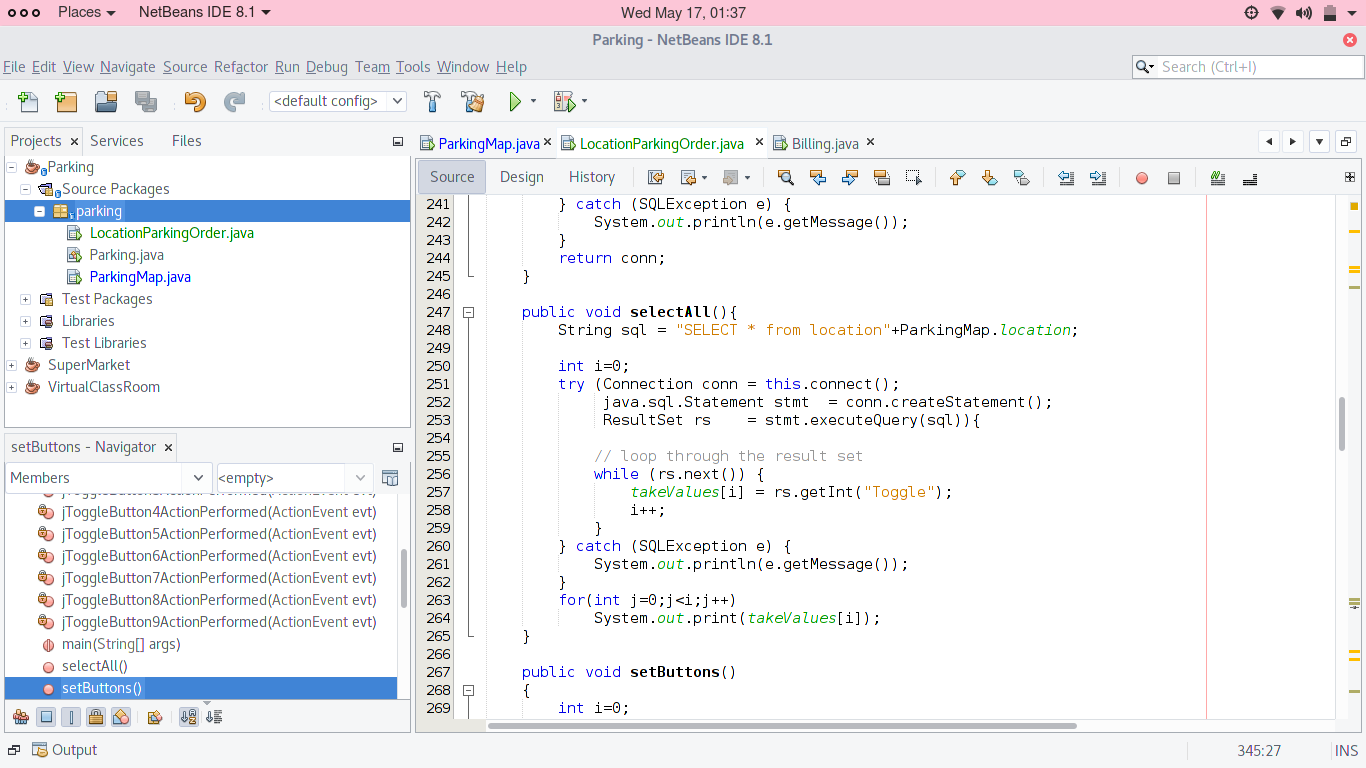 Places NetBeans IDE 8.1 Wed May 17, 01:37
Parking - NetBeans IDE 8.1
File Edit View Navigate Source Refactor Run Debug Team Tools Window Help Search (Ctrl+I)
<default config>
Projects Services Files
Parking
Source Packages
parking
LocationParkingOrder.java
Parking.java
ParkingMap.java
Test Packages
Libraries
Test Libraries
SuperMarket
VirtualClassRoom
setButtons - Navigator
Members <empty>
jToggleButton4ActionPerformed(ActionEvent evt)
jToggleButton5ActionPerformed(ActionEvent evt)
jToggleButton6ActionPerformed(ActionEvent evt)
jToggleButton7ActionPerformed(ActionEvent evt)
jToggleButton8ActionPerformed(ActionEvent evt)
jToggleButton9ActionPerformed(ActionEvent evt)
main(String[] args)
selectAll()
setButtons()
ParkingMap.java LocationParkingOrder.java Billing.java
Source Design History
241 } catch (SQLException e) {
242 System.out.println(e.getMessage());
243 }
244 return conn;
245 }
246
247 public void selectAll(){
248 String sql = "SELECT * from location"+ParkingMap.location;
249
250 int i=0;
251 try (Connection conn = this.connect();
252 java.sql.Statement stmt  = conn.createStatement();
253 ResultSet rs    = stmt.executeQuery(sql)){
254
255 // loop through the result set
256 while (rs.next()) {
257 takeValues[i] = rs.getInt("Toggle");
258 i++;
259 }
260 } catch (SQLException e) {
261 System.out.println(e.getMessage());
262 }
263 for(int j=0;j<i;j++)
264 System.out.print(takeValues[i]);
265 }
266
267 public void setButtons()
268 {
269 int i=0;
Output 345:27 INS